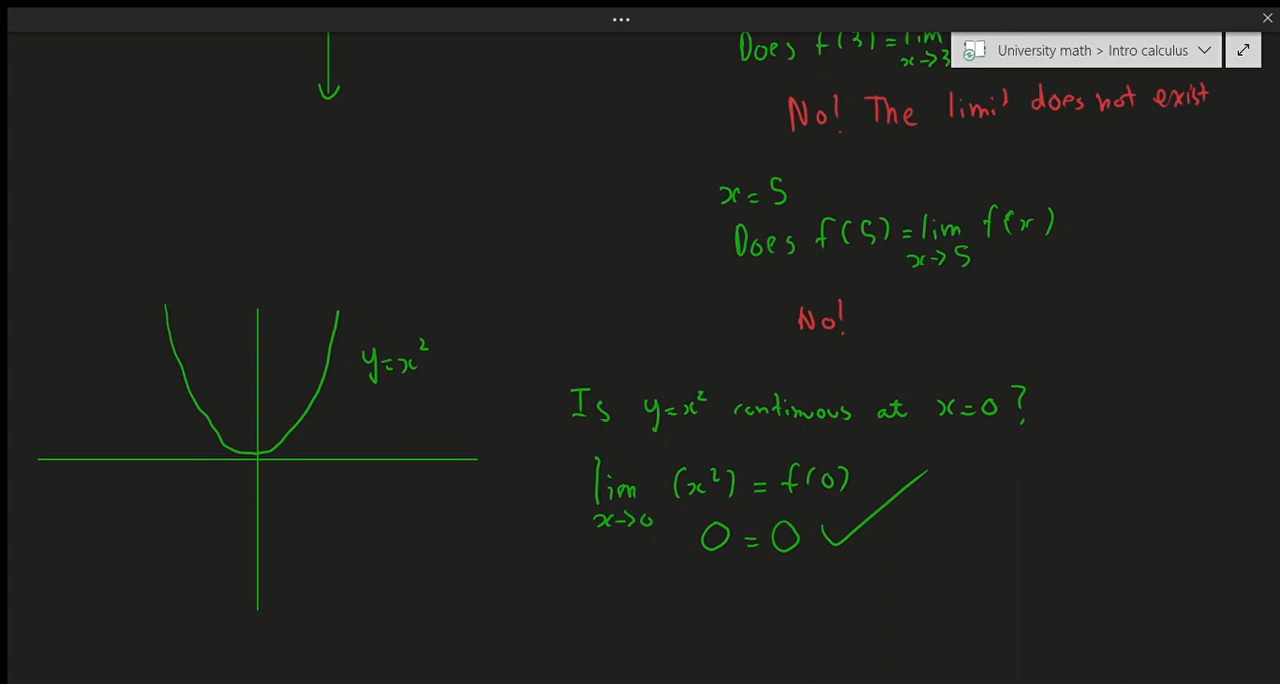 Does f(3) = lim
x→3
University math > Intro calculus
No! The limi) does not exist
x = 5
Does f(5) = lim f(x)
x→5
No!
y=x²
Is y=x² continuous at x=0?
lim (x²) = f(0)
x→0
0 = 0 ✓